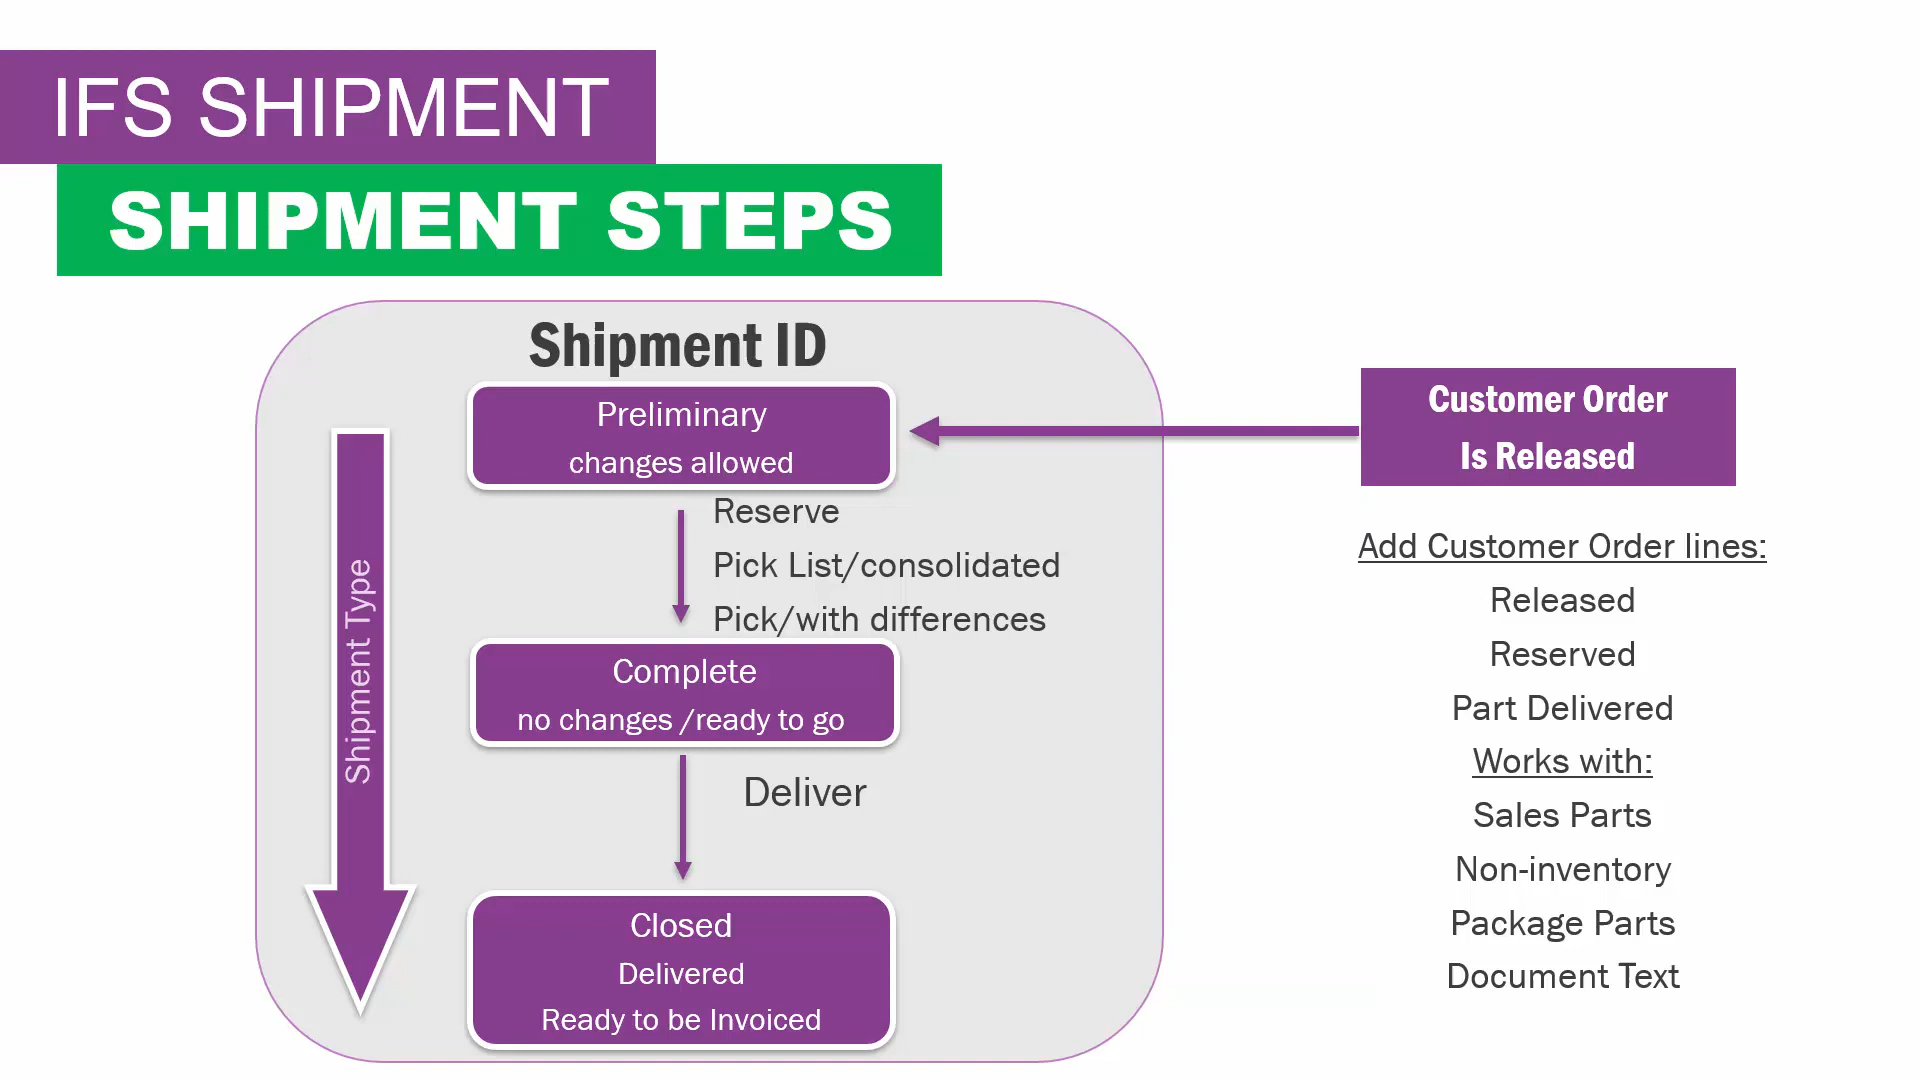 IFS SHIPMENT
SHIPMENT STEPS
Shipment ID
Preliminary
changes allowed
Reserve
Pick List/consolidated
Pick/with differences
Complete
no changes /ready to go
Deliver
Closed
Delivered
Ready to be Invoiced
Shipment Type
Customer Order
Is Released
Add Customer Order lines:
Released
Reserved
Part Delivered
Works with:
Sales Parts
Non-inventory
Package Parts
Document Text